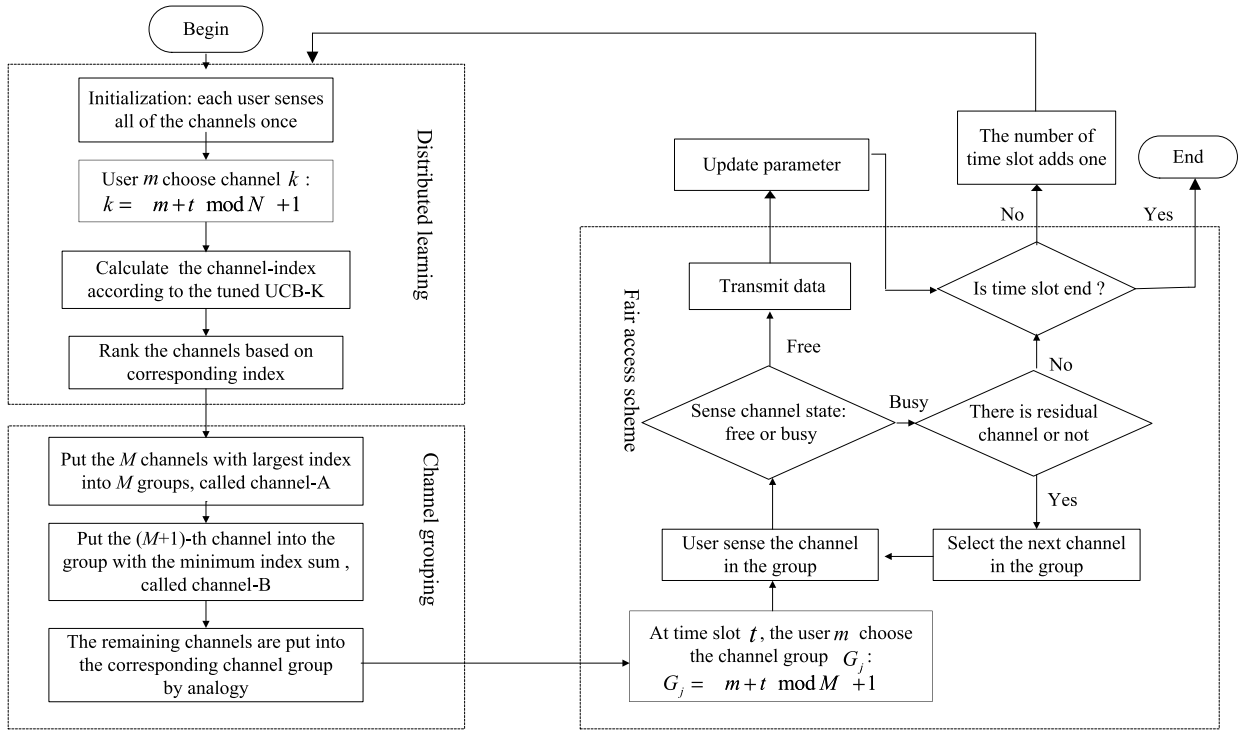 Begin
Initialization: each user senses
all of the channels once
User m choose channel k :
k = m+t mod N +1
Calculate the channel-index
according to the tuned UCB-K
Rank the channels based on
corresponding index
Distributed learning
Put the M channels with largest index
into M groups, called channel-A
Put the (M+1)-th channel into the
group with the minimum index sum ,
called channel-B
The remaining channels are put into
the corresponding channel group
by analogy
Channel grouping
At time slot t, the user m choose
the channel group G_j :
G_j = m+t mod M +1
User sense the channel
in the group
Select the next channel
in the group
Yes
Sense channel state:
free or busy
Busy
There is residual
channel or not
Free
No
Transmit data
Is time slot end ?
Fair access scheme
Update parameter
No
Yes
The number of
time slot adds one
End